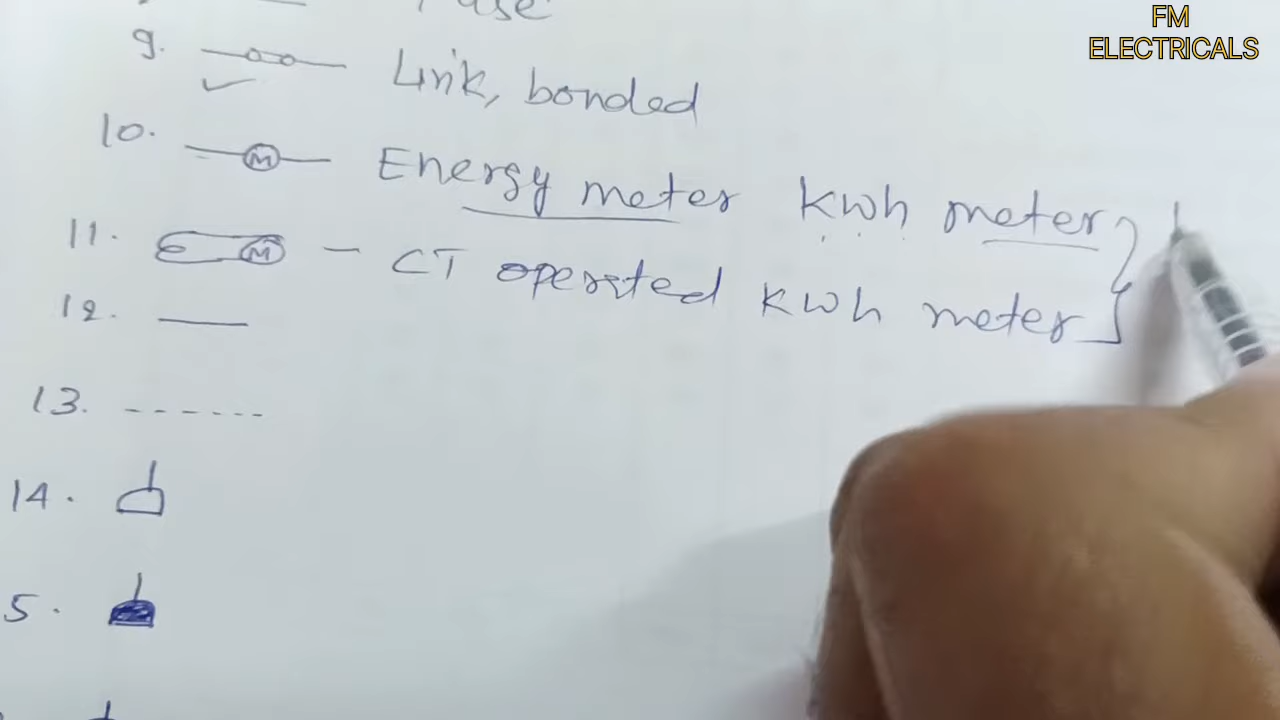 FM
ELECTRICALS
Fuse
9. Link, bonded
10. M Energy meter kwh meter
11. M - CT operated kwh meter
12.
13.
14.
5.